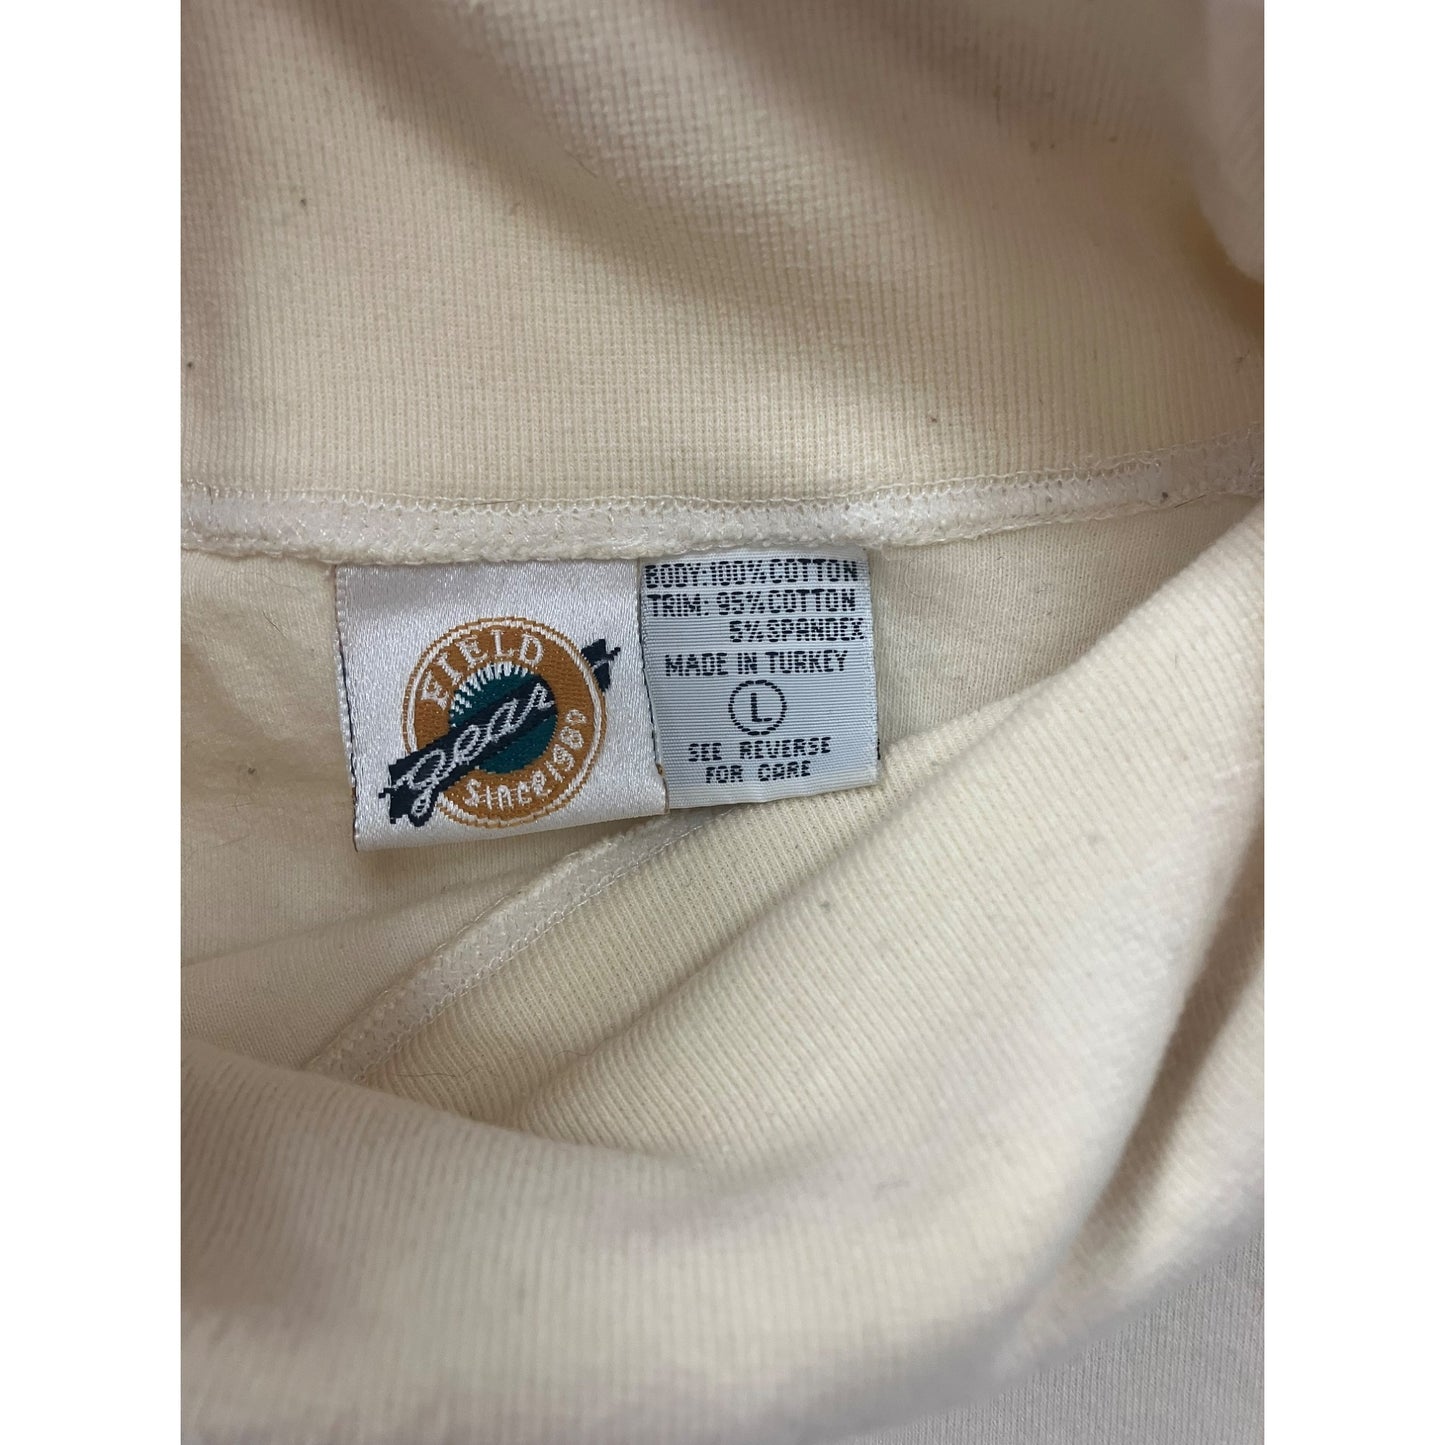 FIELD
gear
Since 1980
BODY: 100% COTTON
TRIM: 95% COTTON
5% SPANDEX
MADE IN TURKEY
L
SEE REVERSE
FOR CARE